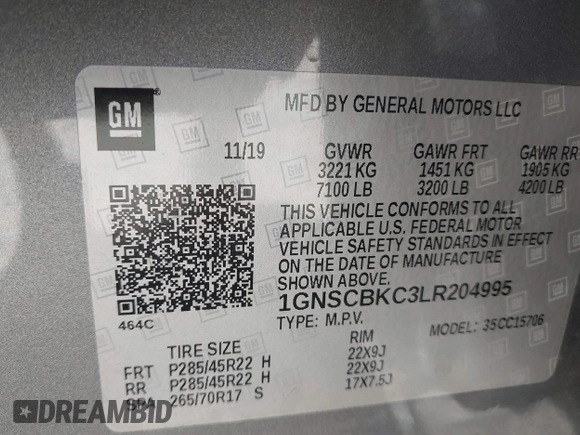 GM
MFD BY GENERAL MOTORS LLC
11/19 GVWR GAWR FRT GAWR RR
3221 KG 1451 KG 1905 KG
7100 LB 3200 LB 4200 LB
THIS VEHICLE CONFORMS TO ALL
APPLICABLE U.S. FEDERAL MOTOR
VEHICLE SAFETY STANDARDS IN EFFECT
ON THE DATE OF MANUFACTURE SHOWN
ABOVE.
1GNSCBKC3LR204995
464C
TYPE: M.P.V. MODEL: 35CC15706
TIRE SIZE RIM
FRT P285/45R22 H 22X9J
RR P285/45R22 H 22X9J
SPA 265/70R17 S 17X7.5J
DREAMBID